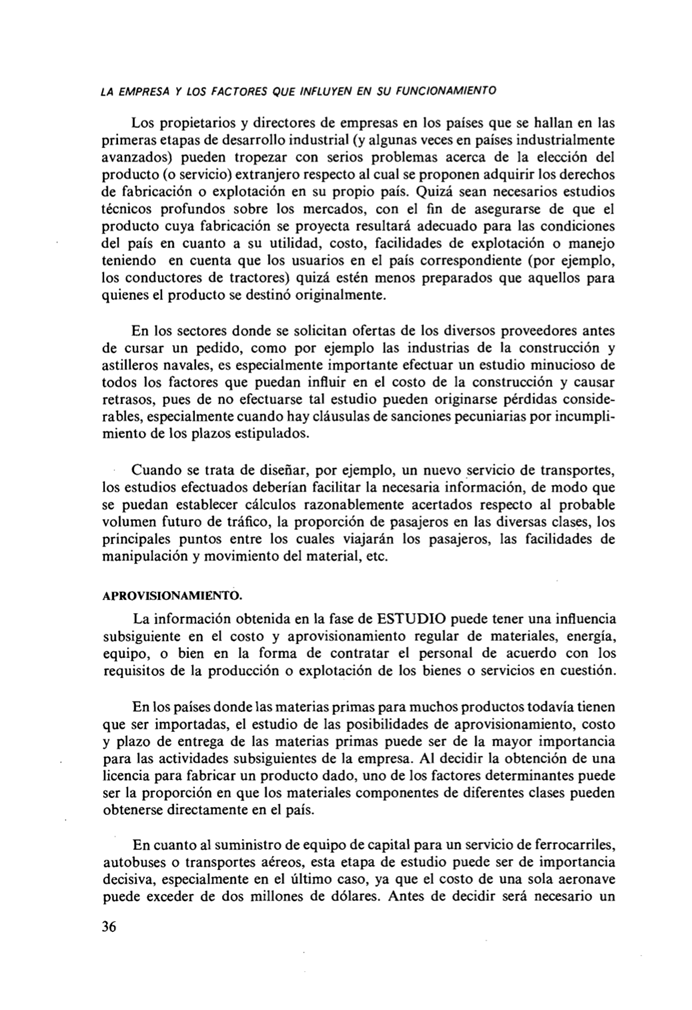 LA EMPRESA Y LOS FACTORES QUE INFLUYEN EN SU FUNCIONAMIENTO
Los propietarios y directores de empresas en los países que se hallan en las
primeras etapas de desarrollo industrial (y algunas veces en países industrialmente
avanzados) pueden tropezar con serios problemas acerca de la elección del
producto (o servicio) extranjero respecto al cual se proponen adquirir los derechos
de fabricación o explotación en su propio país. Quizá sean necesarios estudios
técnicos profundos sobre los mercados, con el fin de asegurarse de que el
producto cuya fabricación se proyecta resultará adecuado para las condiciones
del país en cuanto a su utilidad, costo, facilidades de explotación o manejo
teniendo en cuenta que los usuarios en el país correspondiente (por ejemplo,
los conductores de tractores) quizá estén menos preparados que aquellos para
quienes el producto se destinó originalmente.
En los sectores donde se solicitan ofertas de los diversos proveedores antes
de cursar un pedido, como por ejemplo las industrias de la construcción y
astilleros navales, es especialmente importante efectuar un estudio minucioso de
todos los factores que puedan influir en el costo de la construcción y causar
retrasos, pues de no efectuarse tal estudio pueden originarse pérdidas conside-
rables, especialmente cuando hay cláusulas de sanciones pecuniarias por incumpli-
miento de los plazos estipulados.
Cuando se trata de diseñar, por ejemplo, un nuevo servicio de transportes,
los estudios efectuados deberían facilitar la necesaria información, de modo que
se puedan establecer cálculos razonablemente acertados respecto al probable
volumen futuro de tráfico, la proporción de pasajeros en las diversas clases, los
principales puntos entre los cuales viajarán los pasajeros, las facilidades de
manipulación y movimiento del material, etc.
APROVISIONAMIENTO.
La información obtenida en la fase de ESTUDIO puede tener una influencia
subsiguiente en el costo y aprovisionamiento regular de materiales, energía,
equipo, o bien en la forma de contratar el personal de acuerdo con los
requisitos de la producción o explotación de los bienes o servicios en cuestión.
En los países donde las materias primas para muchos productos todavía tienen
que ser importadas, el estudio de las posibilidades de aprovisionamiento, costo
y plazo de entrega de las materias primas puede ser de la mayor importancia
para las actividades subsiguientes de la empresa. Al decidir la obtención de una
licencia para fabricar un producto dado, uno de los factores determinantes puede
ser la proporción en que los materiales componentes de diferentes clases pueden
obtenerse directamente en el país.
En cuanto al suministro de equipo de capital para un servicio de ferrocarriles,
autobuses o transportes aéreos, esta etapa de estudio puede ser de importancia
decisiva, especialmente en el último caso, ya que el costo de una sola aeronave
puede exceder de dos millones de dólares. Antes de decidir será necesario un
36